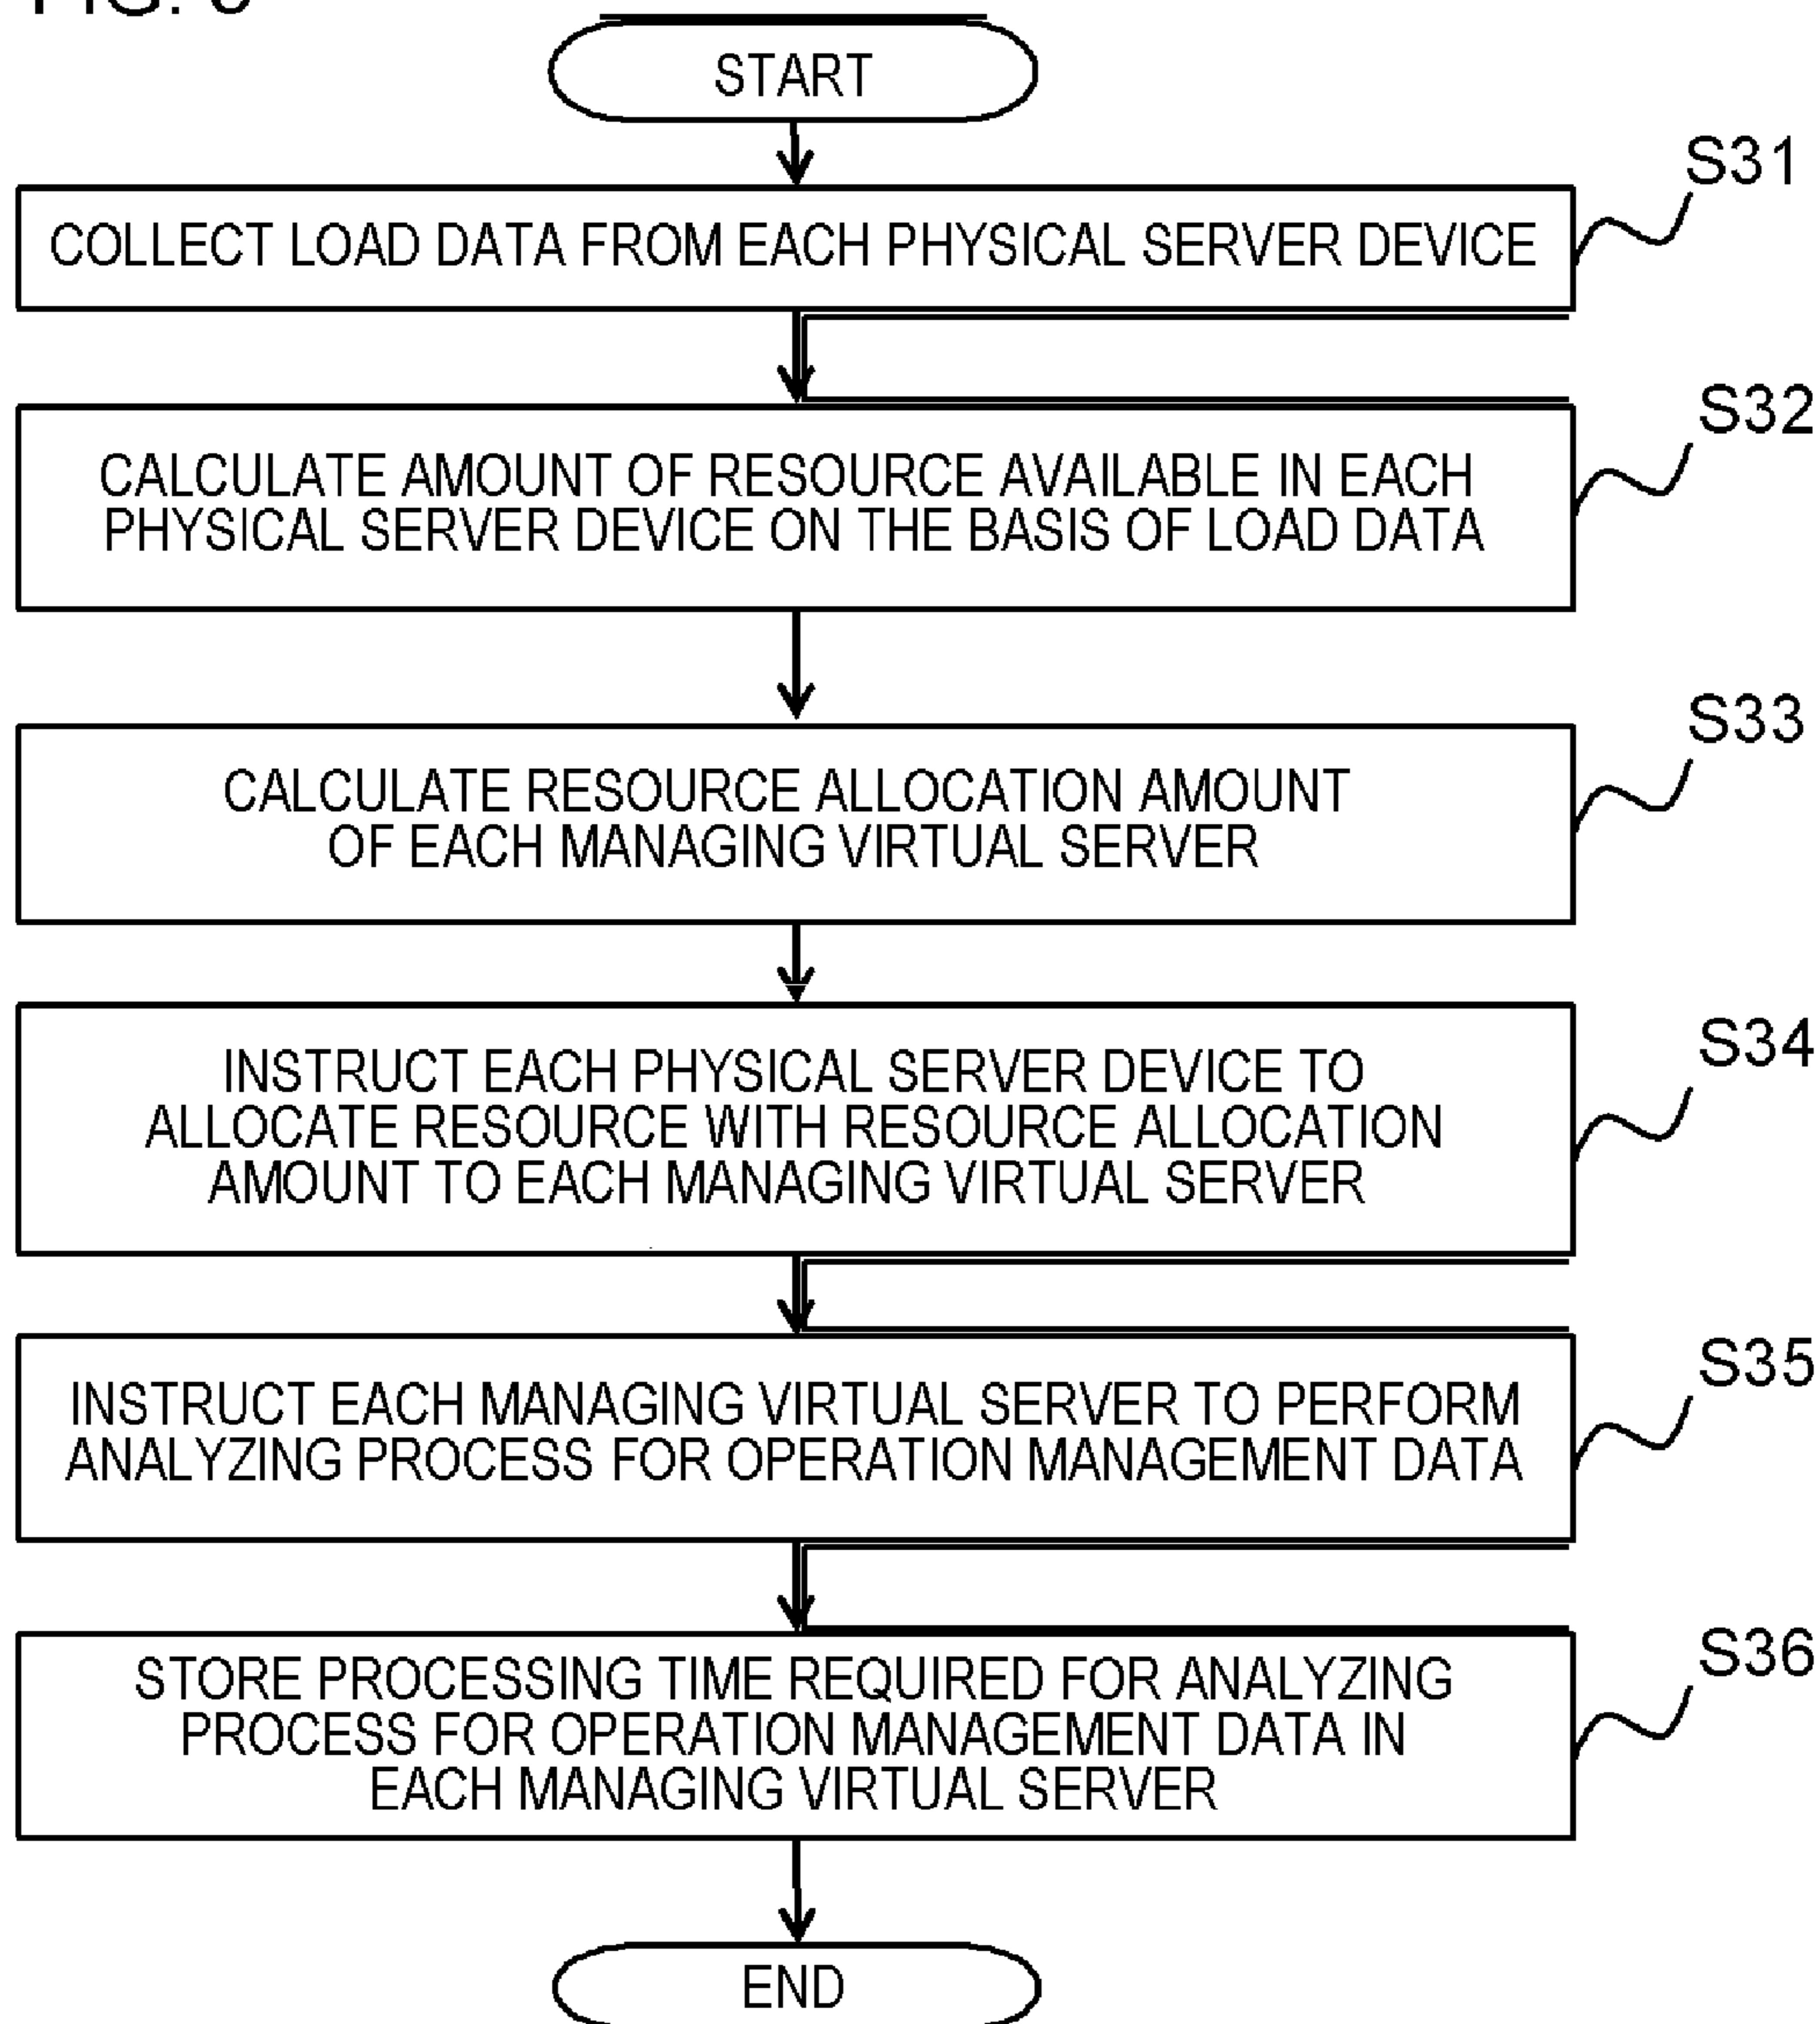 START
S31
COLLECT LOAD DATA FROM EACH PHYSICAL SERVER DEVICE
S32
CALCULATE AMOUNT OF RESOURCE AVAILABLE IN EACH
PHYSICAL SERVER DEVICE ON THE BASIS OF LOAD DATA
S33
CALCULATE RESOURCE ALLOCATION AMOUNT
OF EACH MANAGING VIRTUAL SERVER
S34
INSTRUCT EACH PHYSICAL SERVER DEVICE TO
ALLOCATE RESOURCE WITH RESOURCE ALLOCATION
AMOUNT TO EACH MANAGING VIRTUAL SERVER
S35
INSTRUCT EACH MANAGING VIRTUAL SERVER TO PERFORM
ANALYZING PROCESS FOR OPERATION MANAGEMENT DATA
S36
STORE PROCESSING TIME REQUIRED FOR ANALYZING
PROCESS FOR OPERATION MANAGEMENT DATA IN
EACH MANAGING VIRTUAL SERVER
END